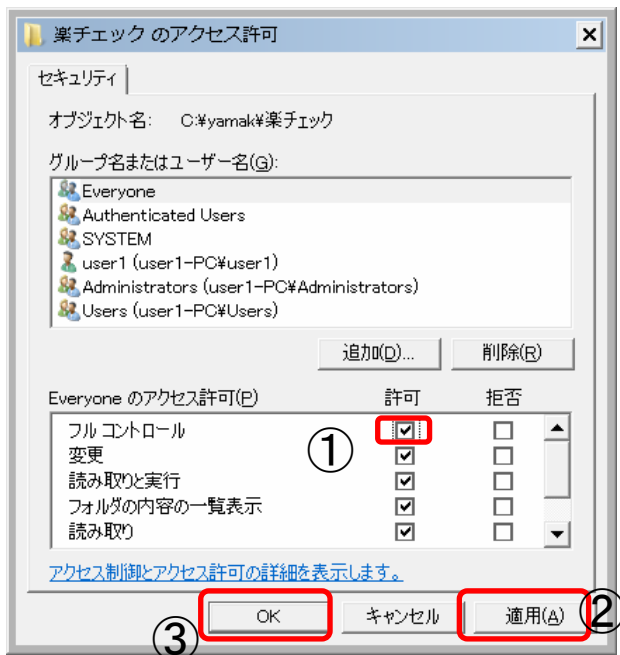 楽チェック のアクセス許可
セキュリティ
オブジェクト名: C:¥yamak¥楽チェック
グループ名またはユーザー名(G):
Everyone
Authenticated Users
SYSTEM
user1 (user1-PC¥user1)
Administrators (user1-PC¥Administrators)
Users (user1-PC¥Users)
追加(D)... 削除(R)
Everyone のアクセス許可(P) 許可 拒否
フル コントロール
①
変更
読み取りと実行
フォルダの内容の一覧表示
読み取り
アクセス制御とアクセス許可の詳細を表示します。
③ OK キャンセル 適用(A) ②